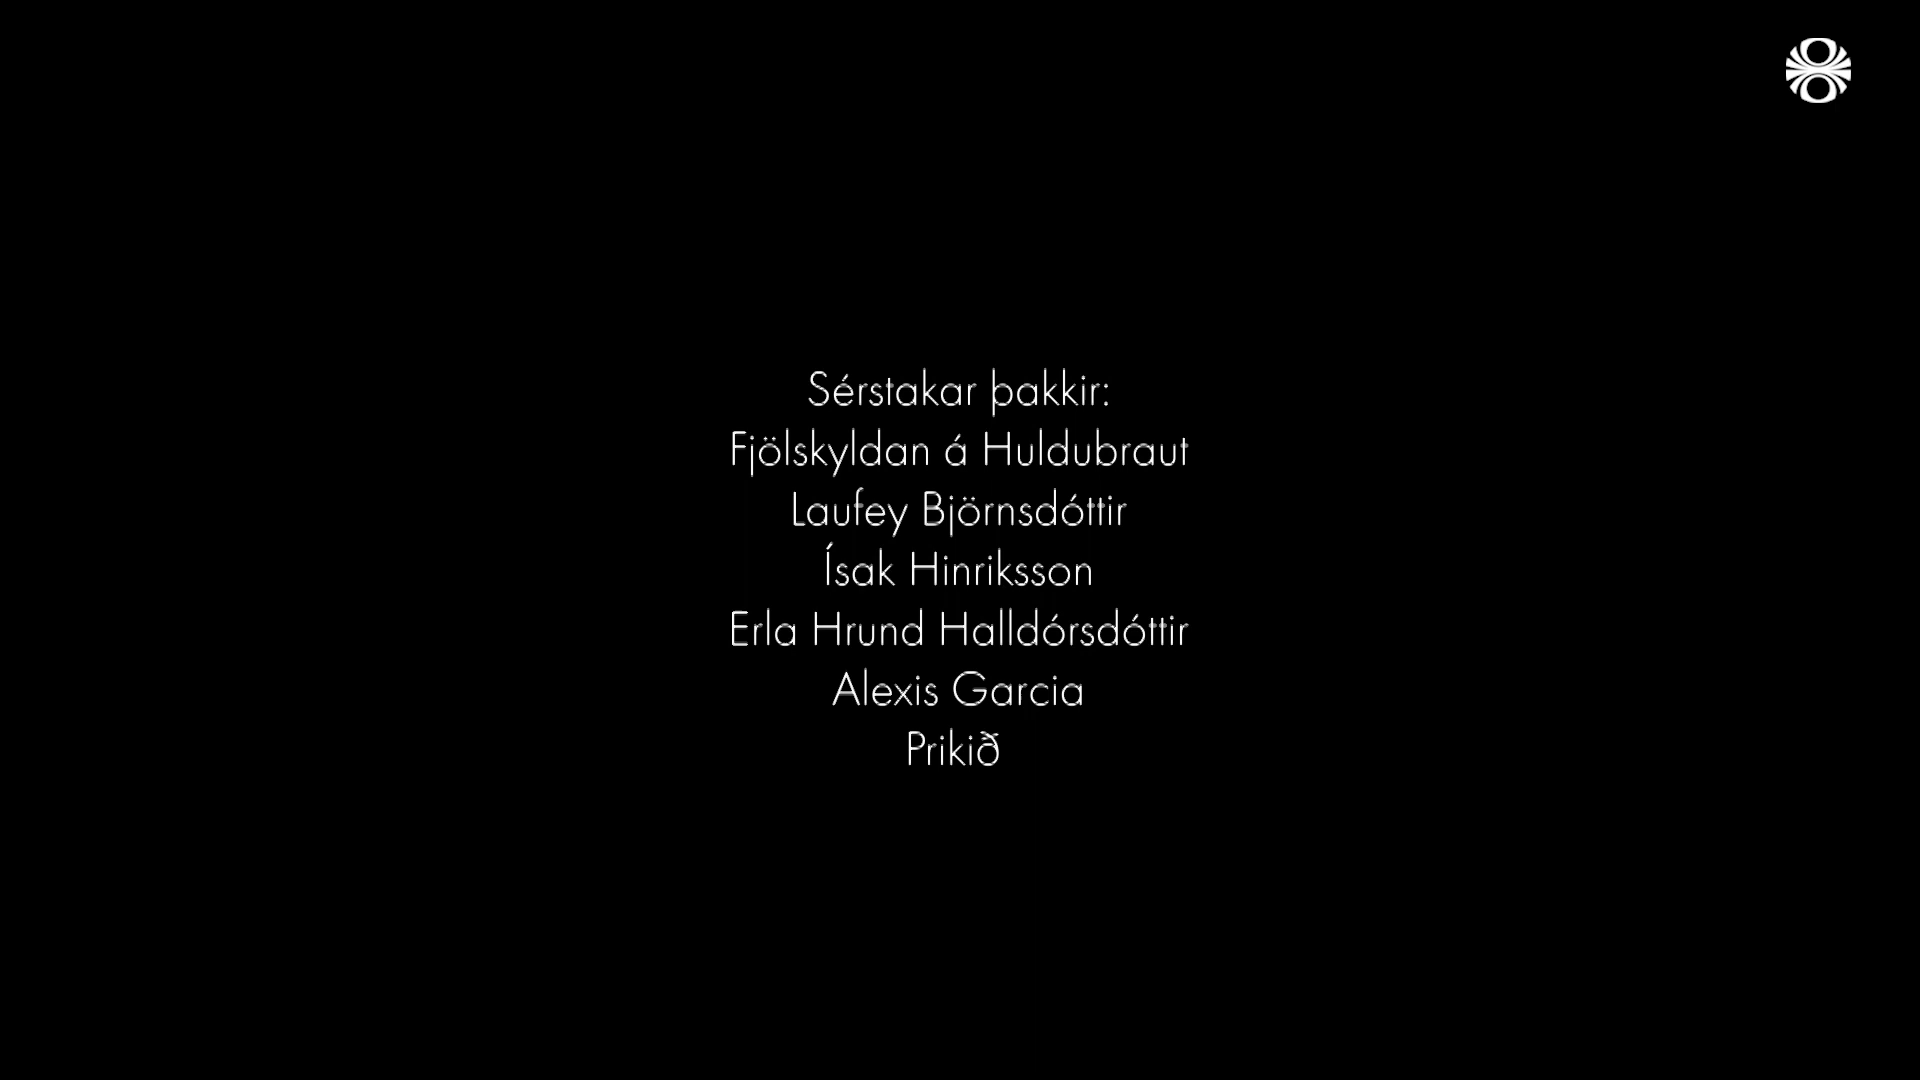 Sérstakar þakkir:
Fjölskyldan á Huldubraut
Laufey Björnsdóttir
Ísak Hinriksson
Erla Hrund Halldórsdóttir
Alexis Garcia
Prikið